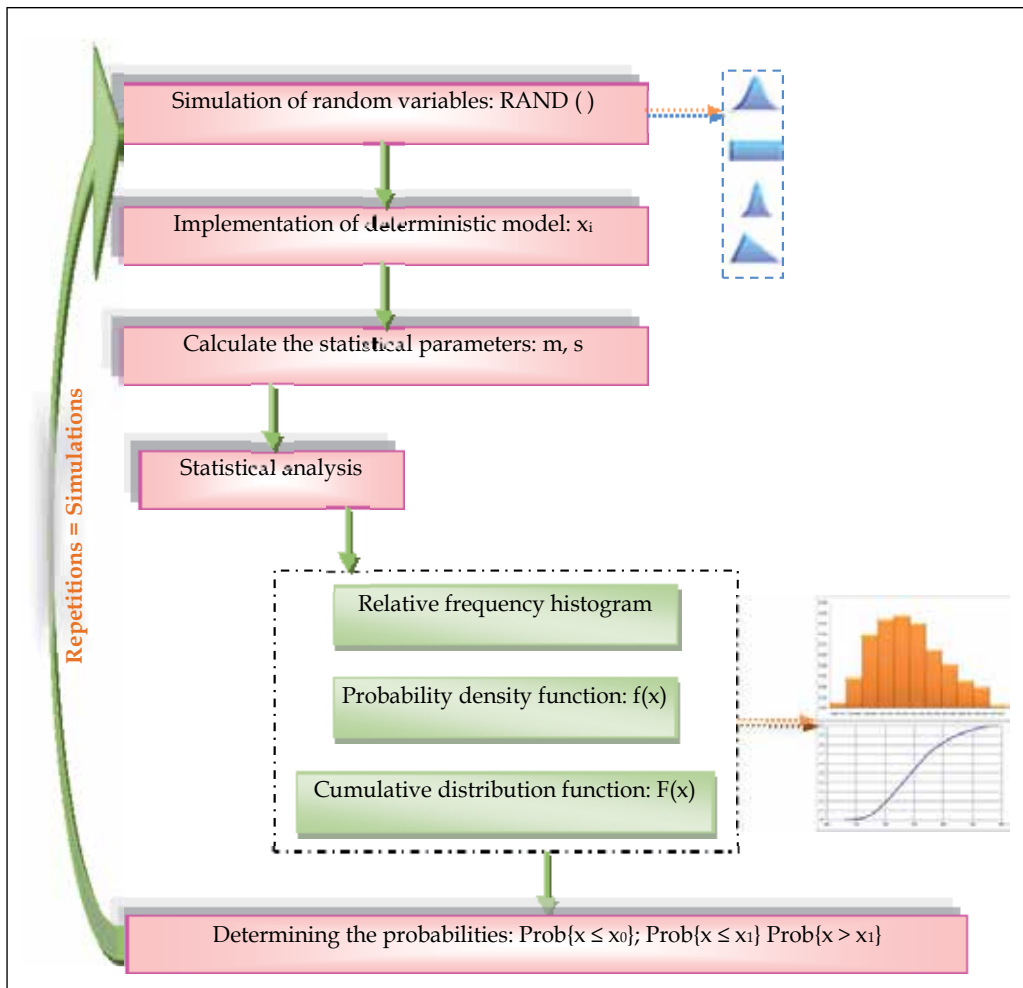 Simulation of random variables: RAND ( )
Implementation of deterministic model: xᵢ
Calculate the statistical parameters: m, s
Statistical analysis
Repetitions = Simulations
Relative frequency histogram
Probability density function: f(x)
Cumulative distribution function: F(x)
Determining the probabilities: Prob{x ≤ x₀}; Prob{x ≤ x₁} Prob{x > x₁}